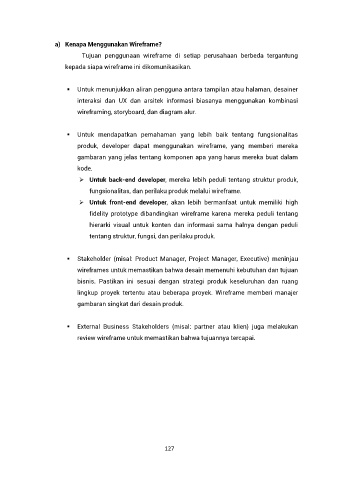 a) Kenapa Menggunakan Wireframe?
Tujuan penggunaan wireframe di setiap perusahaan berbeda tergantung
kepada siapa wireframe ini dikomunikasikan.
• Untuk menunjukkan aliran pengguna antara tampilan atau halaman, desainer
interaksi dan UX dan arsitek informasi biasanya menggunakan kombinasi
wireframing, storyboard, dan diagram alur.
• Untuk mendapatkan pemahaman yang lebih baik tentang fungsionalitas
produk, developer dapat menggunakan wireframe, yang memberi mereka
gambaran yang jelas tentang komponen apa yang harus mereka buat dalam
kode.
➢ Untuk back-end developer, mereka lebih peduli tentang struktur produk,
fungsionalitas, dan perilaku produk melalui wireframe.
➢ Untuk front-end developer, akan lebih bermanfaat untuk memiliki high
fidelity prototype dibandingkan wireframe karena mereka peduli tentang
hierarki visual untuk konten dan informasi sama halnya dengan peduli
tentang struktur, fungsi, dan perilaku produk.
• Stakeholder (misal: Product Manager, Project Manager, Executive) meninjau
wireframes untuk memastikan bahwa desain memenuhi kebutuhan dan tujuan
bisnis. Pastikan ini sesuai dengan strategi produk keseluruhan dan ruang
lingkup proyek tertentu atau beberapa proyek. Wireframe memberi manajer
gambaran singkat dari desain produk.
• External Business Stakeholders (misal: partner atau klien) juga melakukan
review wireframe untuk memastikan bahwa tujuannya tercapai.
127